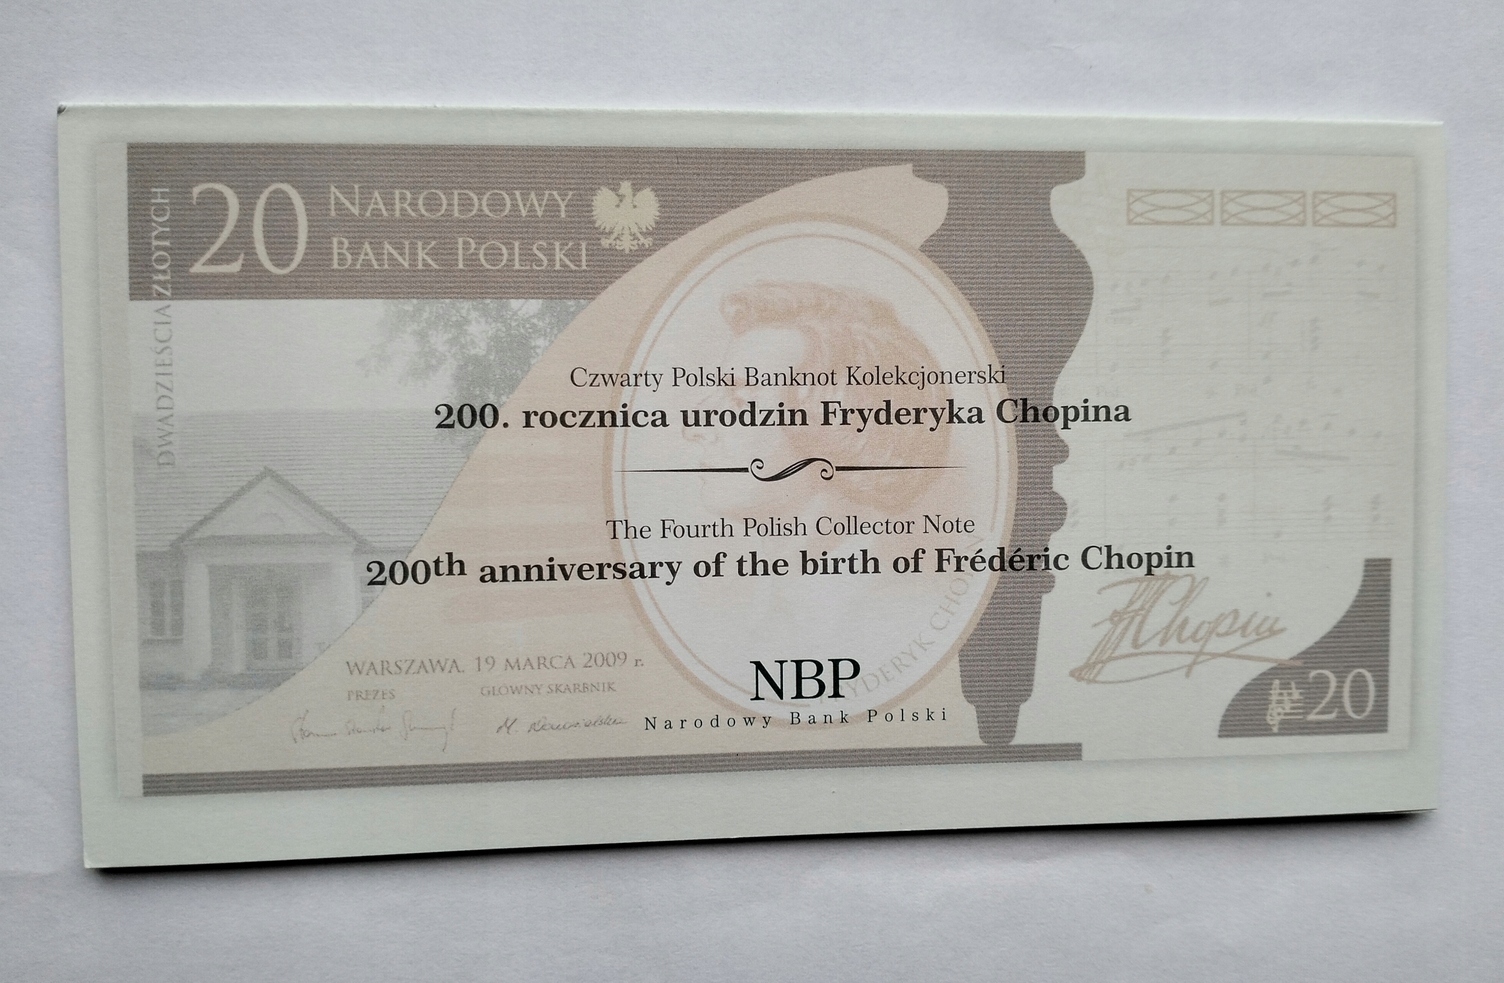 DWADZIEŚCIA ZŁOTYCH
20 NARODOWY
BANK POLSKI
Czwarty Polski Banknot Kolekcjonerski
200. rocznica urodzin Fryderyka Chopina
The Fourth Polish Collector Note
200th anniversary of the birth of Frédéric Chopin
FRYDERYK CHOPIN
Chopin
WARSZAWA, 19 MARCA 2009 r.
PREZES GŁÓWNY SKARBNIK
NBP
Narodowy Bank Polski
20